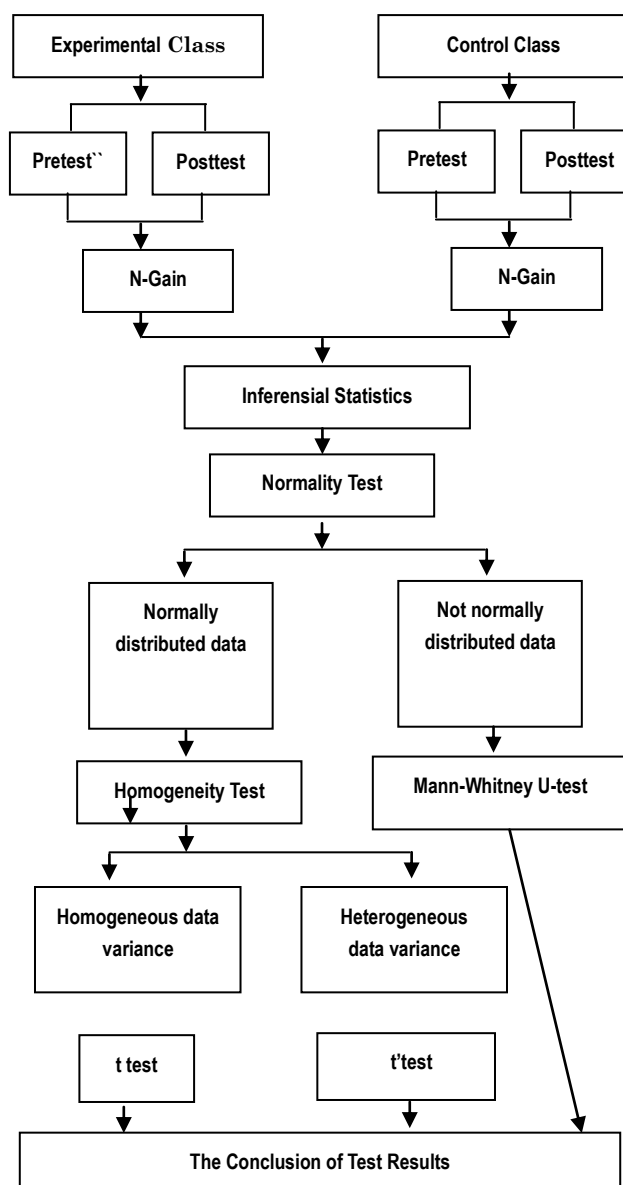 Experimental Class
Control Class
Pretest``
Posttest
Pretest
Posttest
N-Gain
N-Gain
Inferensial Statistics
Normality Test
Normally
distributed data
Not normally
distributed data
Homogeneity Test
Mann-Whitney U-test
Homogeneous data
variance
Heterogeneous
data variance
t test
t’test
The Conclusion of Test Results